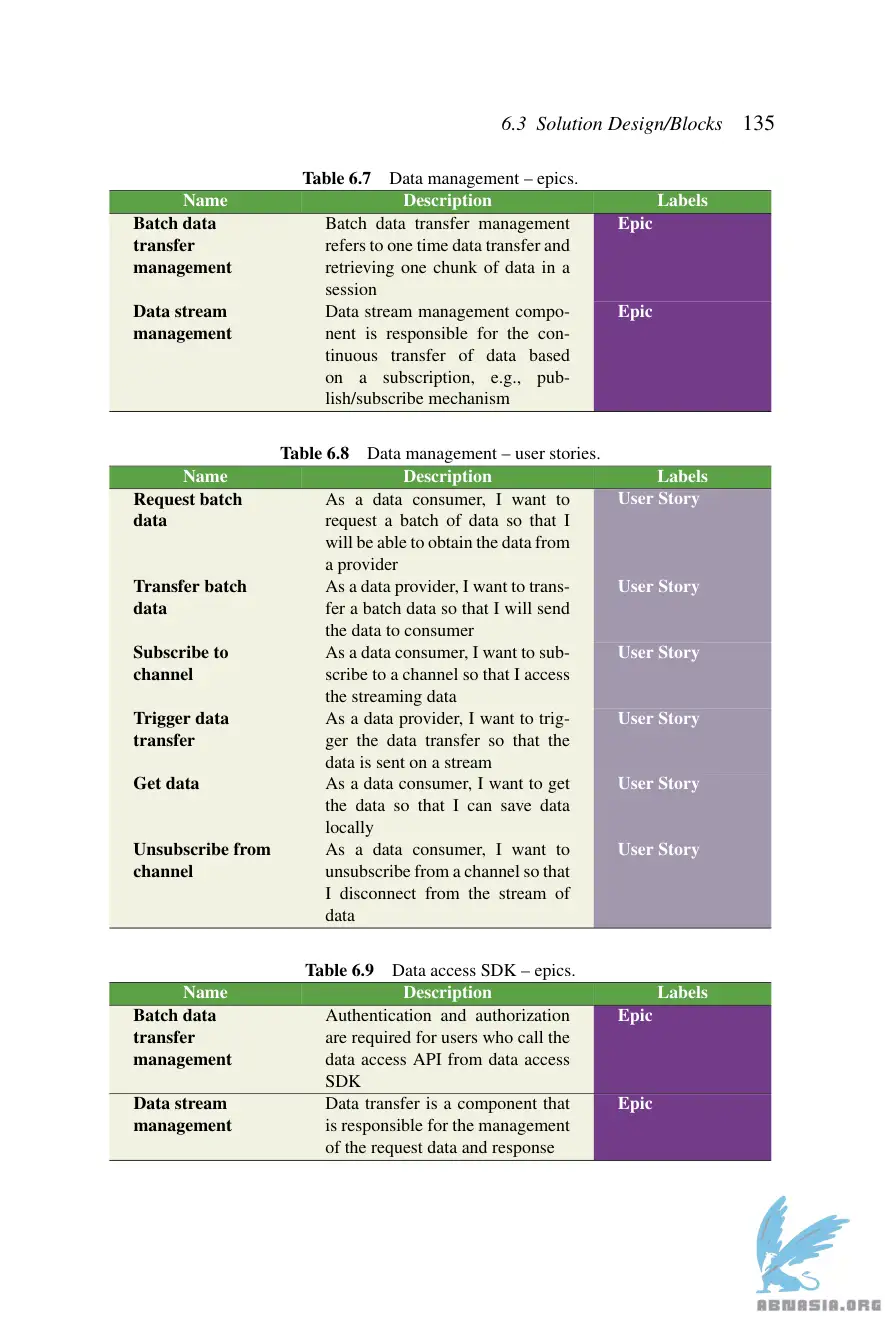 6.3 Solution Design/Blocks 135
Table 6.7 Data management – epics.
Name Description Labels
Batch data Batch data transfer management Epic
transfer refers to one time data transfer and
management retrieving one chunk of data in a
session
Data stream Data stream management compo- Epic
management nent is responsible for the con-
tinuous transfer of data based
on a subscription, e.g., pub-
lish/subscribe mechanism
Table 6.8 Data management – user stories.
Name Description Labels
Request batch As a data consumer, I want to User Story
data request a batch of data so that I
will be able to obtain the data from
a provider
Transfer batch As a data provider, I want to trans- User Story
data fer a batch data so that I will send
the data to consumer
Subscribe to As a data consumer, I want to sub- User Story
channel scribe to a channel so that I access
the streaming data
Trigger data As a data provider, I want to trig- User Story
transfer ger the data transfer so that the
data is sent on a stream
Get data As a data consumer, I want to get User Story
the data so that I can save data
locally
Unsubscribe from As a data consumer, I want to User Story
channel unsubscribe from a channel so that
I disconnect from the stream of
data
Table 6.9 Data access SDK – epics.
Name Description Labels
Batch data Authentication and authorization Epic
transfer are required for users who call the
management data access API from data access
SDK
Data stream Data transfer is a component that Epic
management is responsible for the management
of the request data and response
ABNASIA.ORG